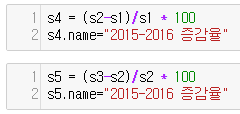 1 s4 = (s2-s1)/s1 * 100
2 s4.name="2015-2016 증감율"
1 s5 = (s3-s2)/s2 * 100
2 s5.name="2015-2016 증감율"